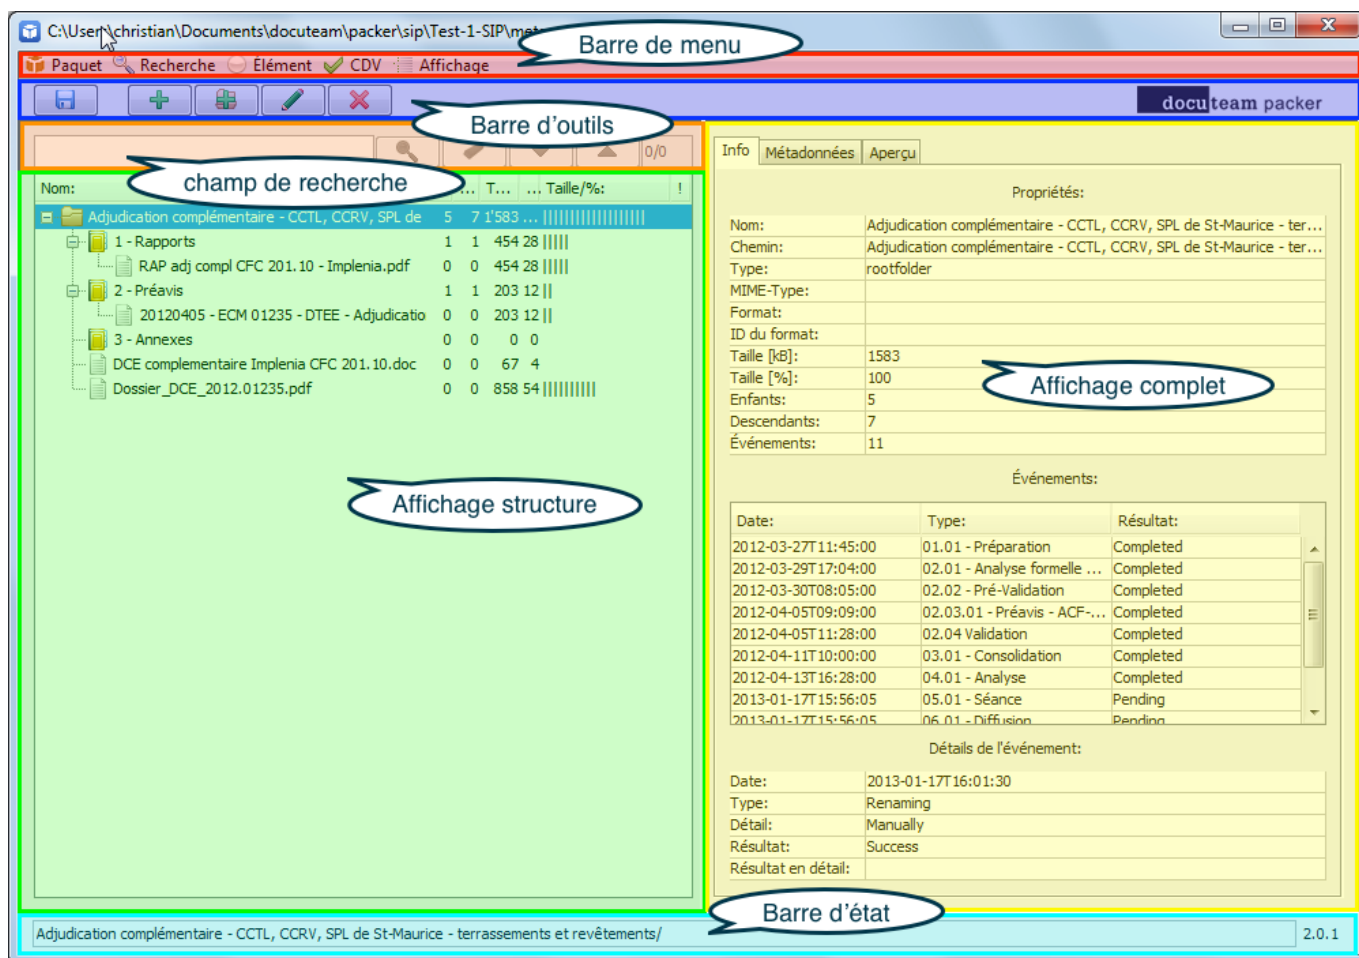 C:\Users\christian\Documents\docuteam\packer\sip\Test-1-SIP\met
Barre de menu
Paquet Recherche Élément CDV Affichage
docuteam packer
Barre d'outils
0/0
champ de recherche
Nom: ... T... ... Taille/%: !
Adjudication complémentaire - CCTL, CCRV, SPL de 5 7 1'583 ...
1 - Rapports 1 1 454 28
RAP adj compl CFC 201.10 - Implenia.pdf 0 0 454 28
2 - Préavis 1 1 203 12
20120405 - ECM 01235 - DTEE - Adjudicatio 0 0 203 12
3 - Annexes 0 0 0 0
DCE complementaire Implenia CFC 201.10.doc 0 0 67 4
Dossier_DCE_2012.01235.pdf 0 0 858 54
Affichage structure
Info Métadonnées Aperçu
Propriétés:
Nom: Adjudication complémentaire - CCTL, CCRV, SPL de St-Maurice - ter...
Chemin: Adjudication complémentaire - CCTL, CCRV, SPL de St-Maurice - ter...
Type: rootfolder
MIME-Type:
Format:
ID du format:
Taille [kB]: 1583
Taille [%]: 100
Enfants: 5
Descendants: 7
Événements: 11
Affichage complet
Événements:
Date: Type: Résultat:
2012-03-27T11:45:00 01.01 - Préparation Completed
2012-03-29T17:04:00 02.01 - Analyse formelle ... Completed
2012-03-30T08:05:00 02.02 - Pré-Validation Completed
2012-04-05T09:09:00 02.03.01 - Préavis - ACF-... Completed
2012-04-05T11:28:00 02.04 Validation Completed
2012-04-11T10:00:00 03.01 - Consolidation Completed
2012-04-13T16:28:00 04.01 - Analyse Completed
2013-01-17T15:56:05 05.01 - Séance Pending
2013-01-17T15:56:05 06.01 - Diffusion Pending
Détails de l'événement:
Date: 2013-01-17T16:01:30
Type: Renaming
Détail: Manually
Résultat: Success
Résultat en détail:
Barre d'état
Adjudication complémentaire - CCTL, CCRV, SPL de St-Maurice - terrassements et revêtements/ 2.0.1